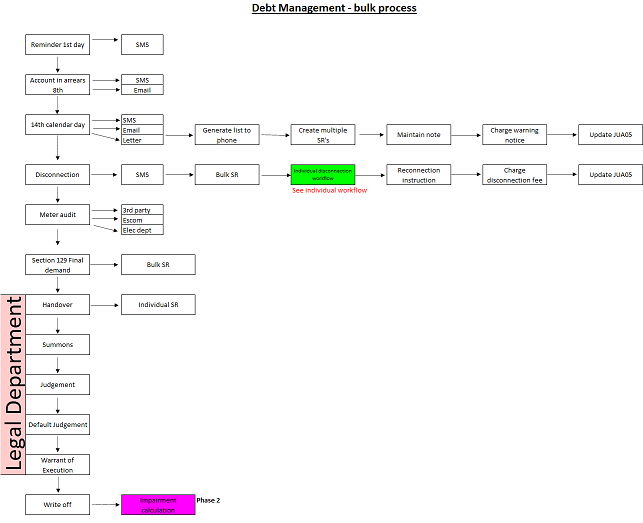 Debt Management - bulk process
Reminder 1st day
SMS
Account in arrears
8th
SMS
Email
14th calendar day
SMS
Email
Letter
Generate list to
phone
Create multiple
SR's
Maintain note
Charge warning
notice
Update JUA05
Disconnection
SMS
Bulk SR
Individual disconnection
workflow
See individual workflow
Reconnection
instruction
Charge
disconnection fee
Update JUA05
Meter audit
3rd party
Escom
Elec dept
Section 129 Final
demand
Bulk SR
Legal Department
Handover
Individual SR
Summons
Judgement
Default Judgement
Warrant of
Execution
Write off
Impairment
calculation
Phase 2